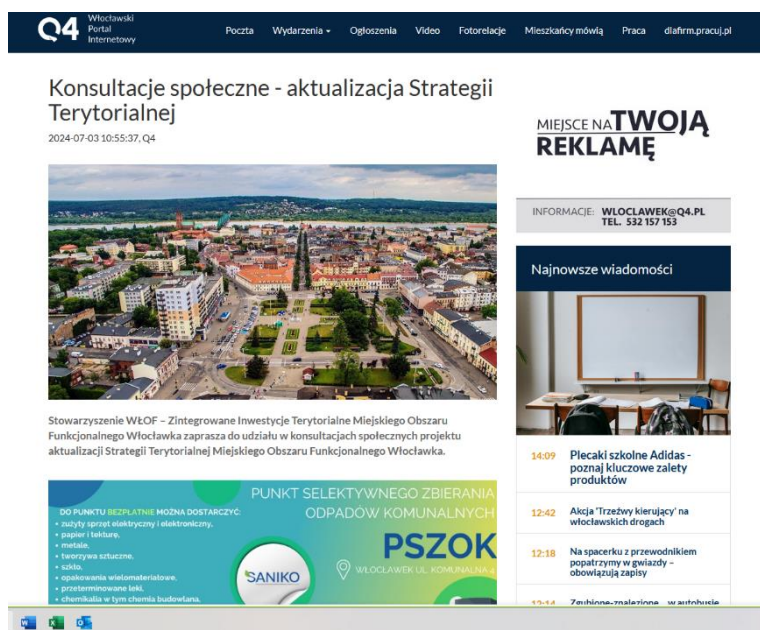 Q4 Włocławski
Portal
Internetowy
Poczta Wydarzenia Ogłoszenia Video Fotorelacje Mieszkańcy mówią Praca dlafirm.pracuj.pl
Konsultacje społeczne - aktualizacja Strategii
Terytorialnej
2024-07-03 10:55:37, Q4
Stowarzyszenie WŁOF – Zintegrowane Inwestycje Terytorialne Miejskiego Obszaru
Funkcjonalnego Włocławka zaprasza do udziału w konsultacjach społecznych projektu
aktualizacji Strategii Terytorialnej Miejskiego Obszaru Funkcjonalnego Włocławka.
PUNKT SELEKTYWNEGO ZBIERANIA
ODPADÓW KOMUNALNYCH
PSZOK
WŁOCŁAWEK UL. KOMUNALNA 4
DO PUNKTU BEZPŁATNIE MOŻNA DOSTARCZYĆ:
• zużyty sprzęt elektryczny i elektroniczny,
• papier i tekturę,
• metale,
• tworzywa sztuczne,
• szkło,
• opakowania wielomateriałowe,
• przeterminowane leki,
• chemikalia w tym chemia budowlana,
SANIKO
MIEJSCE NA TWOJĄ
REKLAMĘ
INFORMACJE: WLOCLAWEK@Q4.PL
TEL. 532 157 153
Najnowsze wiadomości
14:09 Plecaki szkolne Adidas -
poznaj kluczowe zalety
produktów
12:42 Akcja 'Trzeźwy kierujący' na
włocławskich drogach
12:18 Na spacerku z przewodnikiem
popatrzymy w gwiazdy –
obowiązują zapisy
12:14 Zgubione-znalezione... w autobusie